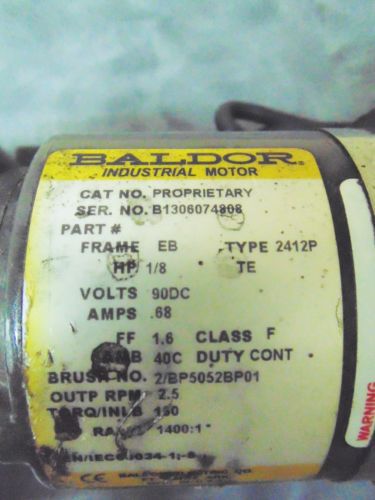 BALDOR
INDUSTRIAL MOTOR
CAT NO. PROPRIETARY
SER. NO. B1306074808
PART #
FRAME EB TYPE 2412P
HP 1/8 TE
VOLTS 90DC
AMPS .68
FF 1.6 CLASS F
AMB 40C DUTY CONT
BRUSH NO. 2/BP5052BP01
OUTP RPM 2.5
TORQ/INLB 150
1400:1
CE
WARNING